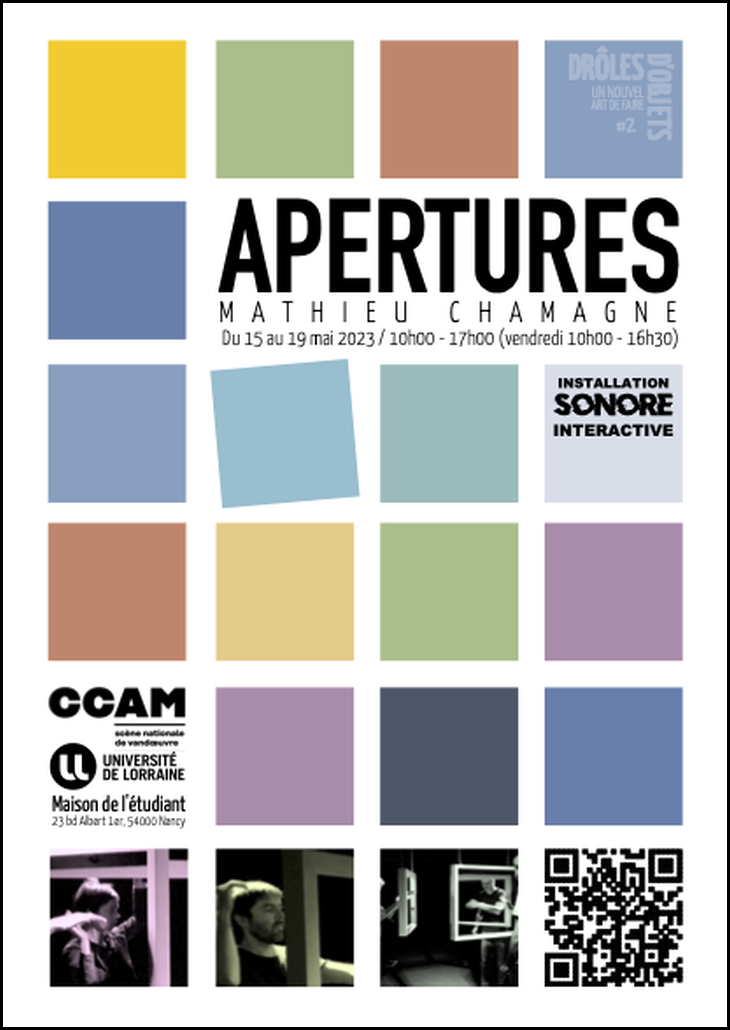 DRÔLES
D'OBJETS
UN NOUVEL
ART DE FAIRE
#2
APERTURES
MATHIEU CHAMAGNE
Du 15 au 19 mai 2023 / 10h00 - 17h00 (vendredi 10h00 - 16h30)
INSTALLATION
SONORE
INTERACTIVE
CCAM
scène nationale
de vandœuvre
UNIVERSITÉ
DE LORRAINE
Maison de l'étudiant
23 bd Albert 1er, 54000 Nancy